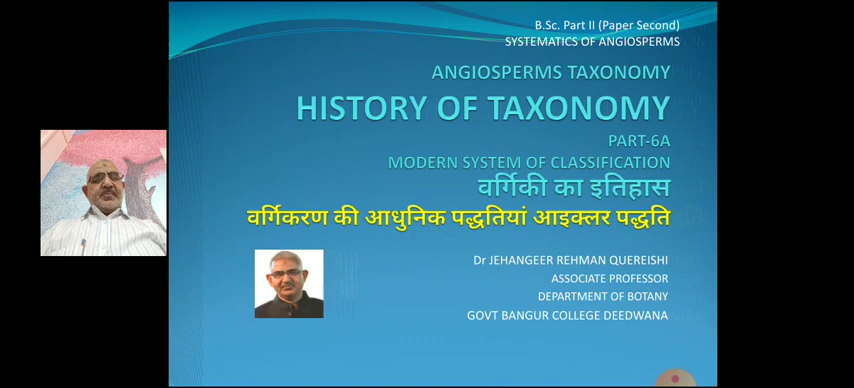 B.Sc. Part II (Paper Second)
SYSTEMATICS OF ANGIOSPERMS
ANGIOSPERMS TAXONOMY
HISTORY OF TAXONOMY
PART-6A
MODERN SYSTEM OF CLASSIFICATION
वर्गिकी का इतिहास
वर्गिकरण की आधुनिक पद्धतियां आइक्लर पद्धति
Dr JEHANGEER REHMAN QUEREISHI
ASSOCIATE PROFESSOR
DEPARTMENT OF BOTANY
GOVT BANGUR COLLEGE DEEDWANA